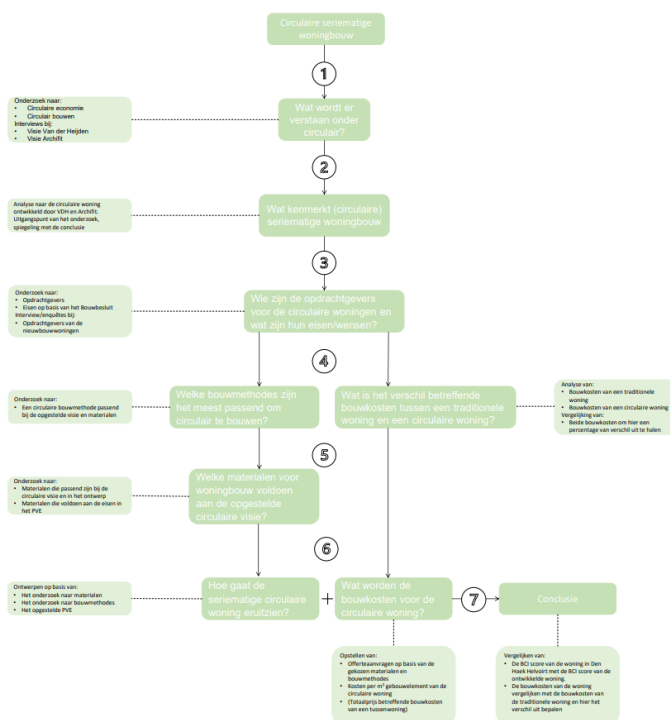 Circulaire seriematige
woningbouw
1
Onderzoek naar:
• Circulaire economie
• Circulair bouwen
Interviews bij:
• Visie Van der Heijden
• Visie Archifit
Wat wordt er
verstaan onder
circulair?
2
Analyse naar de circulaire woning
ontwikkeld door VDH en Archifit.
Uitgangspunt van het onderzoek,
spiegeling met de conclusie
Wat kenmerkt (circulaire)
seriematige woningbouw
3
Onderzoek naar:
• Opdrachtgevers
• Eisen op basis van het Bouwbesluit
Interview/enquêtes bij:
• Opdrachtgevers van de
nieuwbouwwoningen
Wie zijn de opdrachtgevers
voor de circulaire woningen en
wat zijn hun eisen/wensen?
4
Onderzoek naar:
• Een circulaire bouwmethode passend
bij de opgestelde visie en materialen
Welke bouwmethodes zijn
het meest passend om
circulair te bouwen?
Wat is het verschil betreffende
bouwkosten tussen een traditionele
woning en een circulaire woning?
Analyse van:
• Bouwkosten van een traditionele
woning
• Bouwkosten van een circulaire woning
Vergelijking van:
• Beide bouwkosten om hier een
percentage van verschil uit te halen
5
Onderzoek naar:
• Materialen die passend zijn bij de
circulaire visie en in het ontwerp
• Materialen die voldoen aan de eisen in
het PVE
Welke materialen voor
woningbouw voldoen
aan de opgestelde
circulaire visie?
6
Ontwerpen op basis van:
• Het onderzoek naar materialen
• Het onderzoek naar bouwmethodes
• Het opgestelde PVE
Hoe gaat de
seriematige circulaire
woning eruitzien?
+
Wat worden de
bouwkosten voor de
circulaire woning?
7
Conclusie
Opstellen van:
• Offerteaanvragen op basis van de
gekozen materialen en
bouwmethodes
• Kosten per m² gebouwelement van de
circulaire woning
• (Totaalprijs betreffende bouwkosten
van een tussenwoning)
Vergelijken van:
• De BCI score van de woning in Den
Hoek Helvoirt met de BCI score van de
ontwikkelde woning.
• De bouwkosten van de woning
vergelijken met de bouwkosten van
de traditionele woning en hier het
verschil uit bepalen